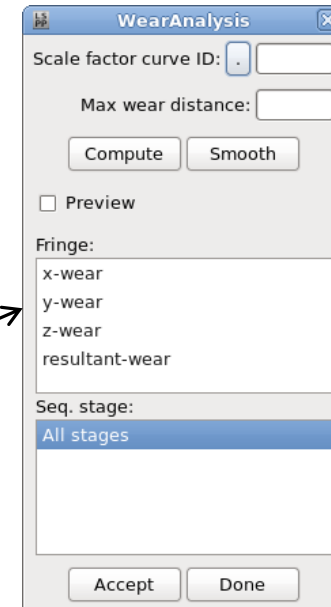 WearAnalysis
Scale factor curve ID: .
Max wear distance:
Compute Smooth
Preview
Fringe:
x-wear
y-wear
z-wear
resultant-wear
Seq. stage:
All stages
Accept Done